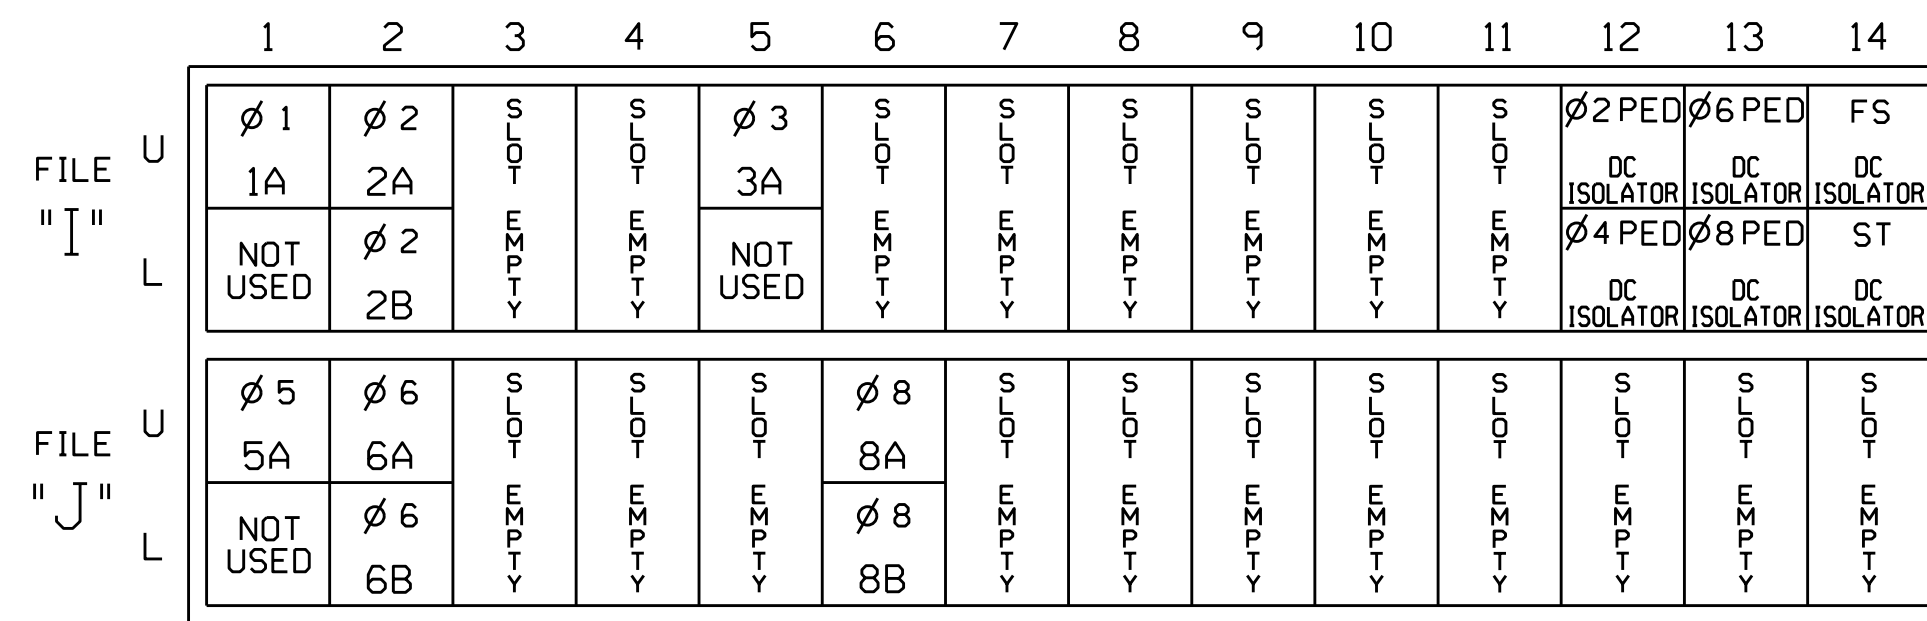 1 2 3 4 5 6 7 8 9 10 11 12 13 14
FILE "I"
U
L
Ø 1
1A
NOT
USED
Ø 2
2A
Ø 2
2B
SLOT EMPTY
SLOT EMPTY
Ø 3
3A
NOT
USED
SLOT EMPTY
SLOT EMPTY
SLOT EMPTY
SLOT EMPTY
SLOT EMPTY
SLOT EMPTY
Ø2 PED
DC
ISOLATOR
Ø4 PED
DC
ISOLATOR
Ø6 PED
DC
ISOLATOR
Ø8 PED
DC
ISOLATOR
FS
DC
ISOLATOR
ST
DC
ISOLATOR
FILE "J"
U
L
Ø 5
5A
NOT
USED
Ø 6
6A
Ø 6
6B
SLOT EMPTY
SLOT EMPTY
SLOT EMPTY
Ø 8
8A
Ø 8
8B
SLOT EMPTY
SLOT EMPTY
SLOT EMPTY
SLOT EMPTY
SLOT EMPTY
SLOT EMPTY
SLOT EMPTY
SLOT EMPTY